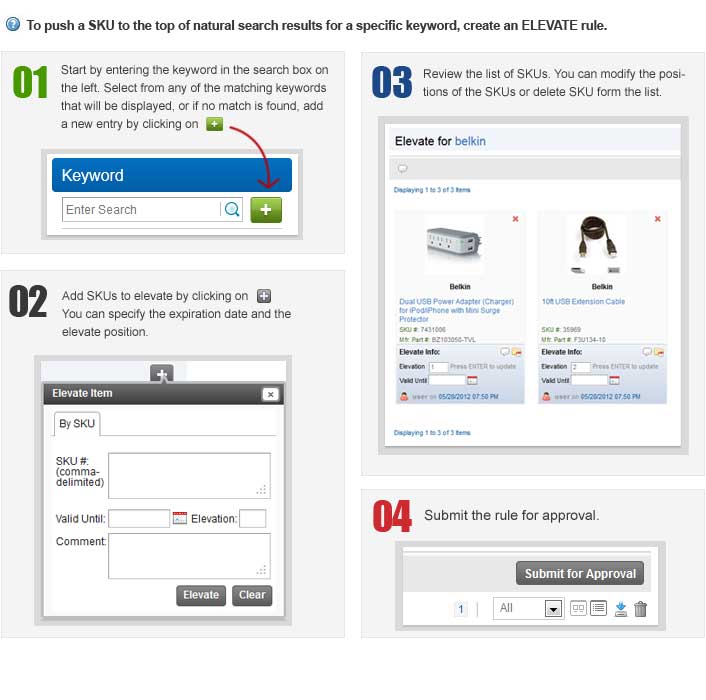 To push a SKU to the top of natural search results for a specific keyword, create an ELEVATE rule.
01
Start by entering the keyword in the search box on
the left. Select from any of the matching keywords
that will be displayed, or if no match is found, add
a new entry by clicking on
Keyword
Enter Search
02
Add SKUs to elevate by clicking on
You can specify the expiration date and the
elevate position.
Elevate Item
By SKU
SKU #:
(comma-
delimited)
Valid Until:
Elevation:
Comment:
Elevate
Clear
03
Review the list of SKUs. You can modify the posi-
tions of the SKUs or delete SKU form the list.
Elevate for belkin
Displaying 1 to 3 of 3 Items
Belkin
Dual USB Power Adapter (Charger)
for iPod/iPhone with Mini Surge
Protector
SKU #: 7431006
Mfr. Part #: BZ103050-TVL
Elevate Info:
Elevation 1 Press ENTER to update
Valid Until
user on 05/28/2012 07:50 PM
Belkin
10ft USB Extension Cable
SKU #: 35969
Mfr. Part #: F3U134-10
Elevate Info:
Elevation 2 Press ENTER to update
Valid Until
user on 05/28/2012 07:50 PM
Displaying 1 to 3 of 3 Items
04
Submit the rule for approval.
Submit for Approval
1
All